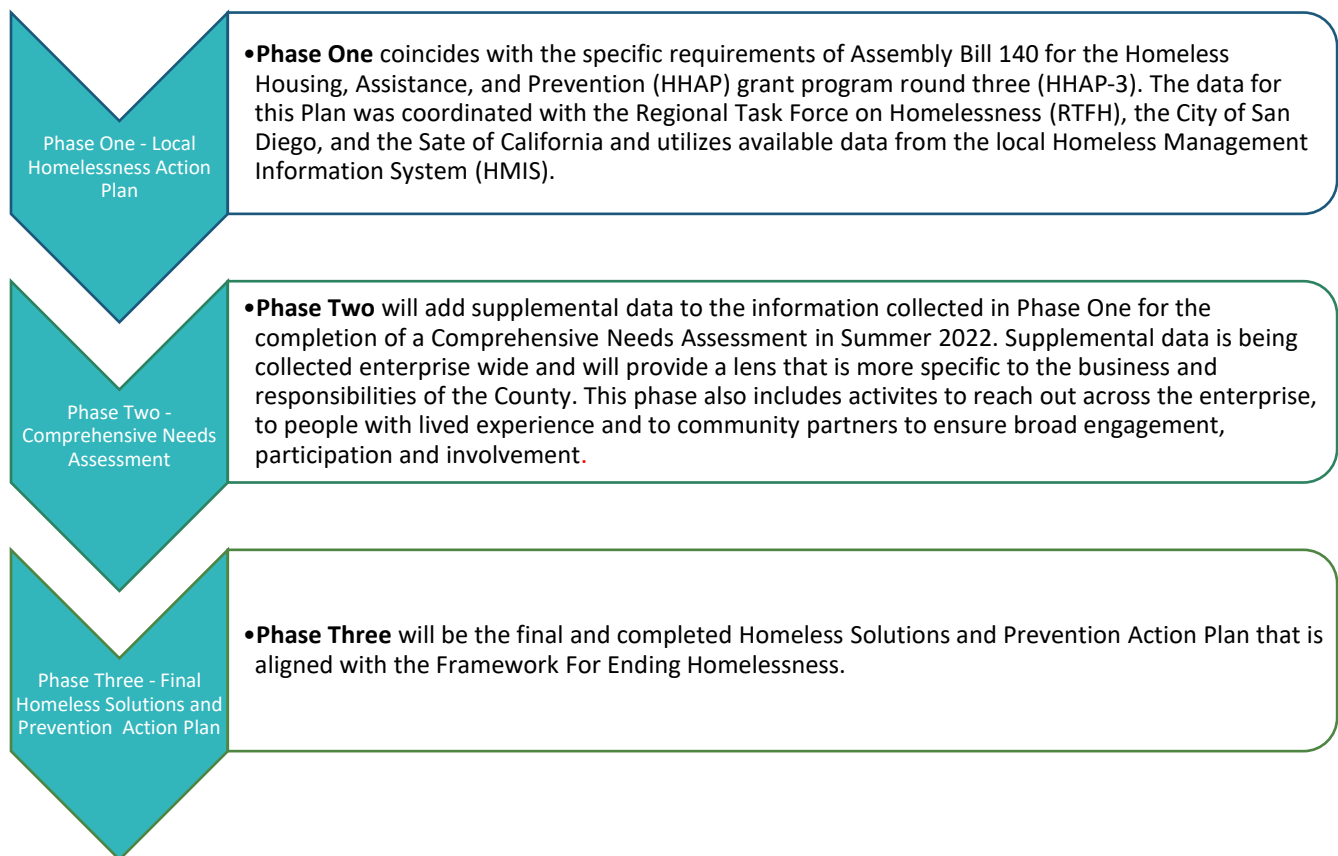 Phase One - Local
Homelessness Action
Plan
•Phase One coincides with the specific requirements of Assembly Bill 140 for the Homeless
Housing, Assistance, and Prevention (HHAP) grant program round three (HHAP-3). The data for
this Plan was coordinated with the Regional Task Force on Homelessness (RTFH), the City of San
Diego, and the Sate of California and utilizes available data from the local Homeless Management
Information System (HMIS).
Phase Two -
Comprehensive Needs
Assessment
•Phase Two will add supplemental data to the information collected in Phase One for the
completion of a Comprehensive Needs Assessment in Summer 2022. Supplemental data is being
collected enterprise wide and will provide a lens that is more specific to the business and
responsibilities of the County. This phase also includes activites to reach out across the enterprise,
to people with lived experience and to community partners to ensure broad engagement,
participation and involvement.
Phase Three - Final
Homeless Solutions and
Prevention Action Plan
•Phase Three will be the final and completed Homeless Solutions and Prevention Action Plan that is
aligned with the Framework For Ending Homelessness.